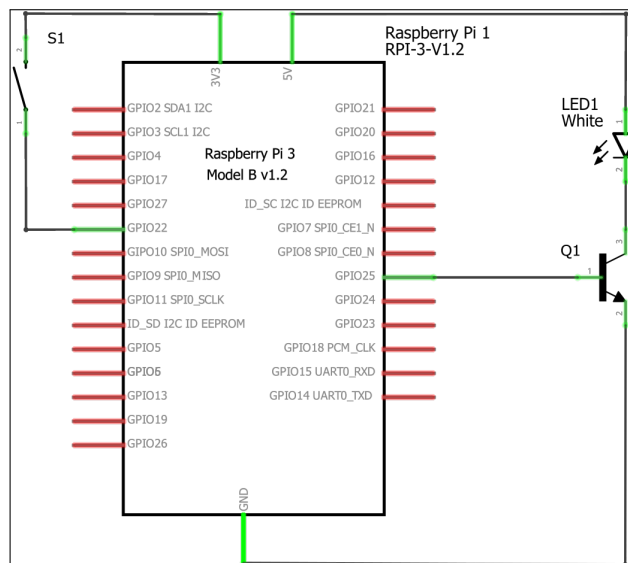 S1
2
1
3V3
5V
Raspberry Pi 1
RPI-3-V1.2
LED1
White
1
2
Raspberry Pi 3
Model B v1.2
GPIO2 SDA1 I2C
GPIO3 SCL1 I2C
GPIO4
GPIO17
GPIO27
GPIO22
GIPO10 SPI0_MOSI
GPIO9 SPI0_MISO
GPIO11 SPI0_SCLK
ID_SD I2C ID EEPROM
GPIO5
GPIO13
GPIO19
GPIO26
GPIO21
GPIO20
GPIO16
GPIO12
ID_SC I2C ID EEPROM
GPIO7 SPI0_CE1_N
GPIO8 SPI0_CE0_N
GPIO25
GPIO24
GPIO23
GPIO18 PCM_CLK
GPIO15 UART0_RXD
GPIO14 UART0_TXD
Q1
3
1
2
GND